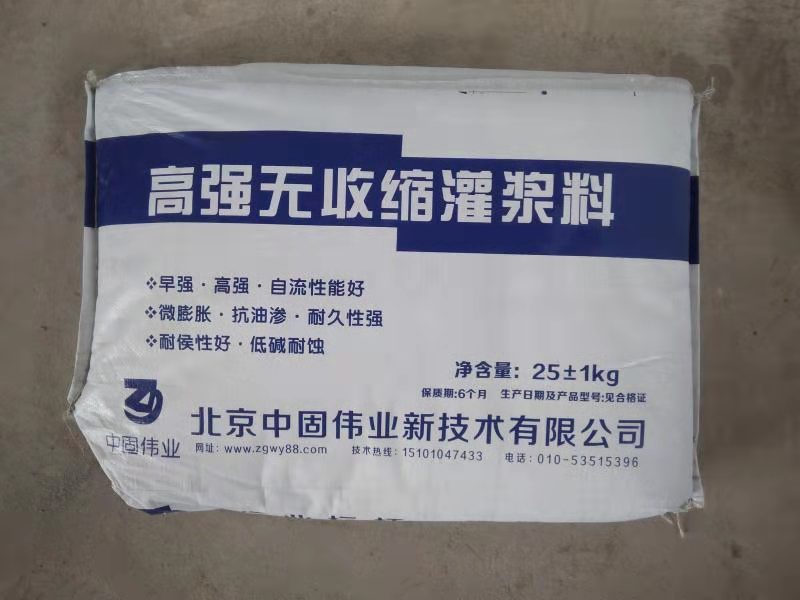 高强无收缩灌浆料
❖早强·高强·自流性能好
❖微膨胀·抗油渗·耐久性强
❖耐侯性好·低碱耐蚀
净含量：25±1kg
保质期:6个月 生产日期及产品型号:见合格证
中固伟业
北京中固伟业新技术有限公司
网址：www.zgwy88.com 技术热线：15101047433 电话：010-53515396